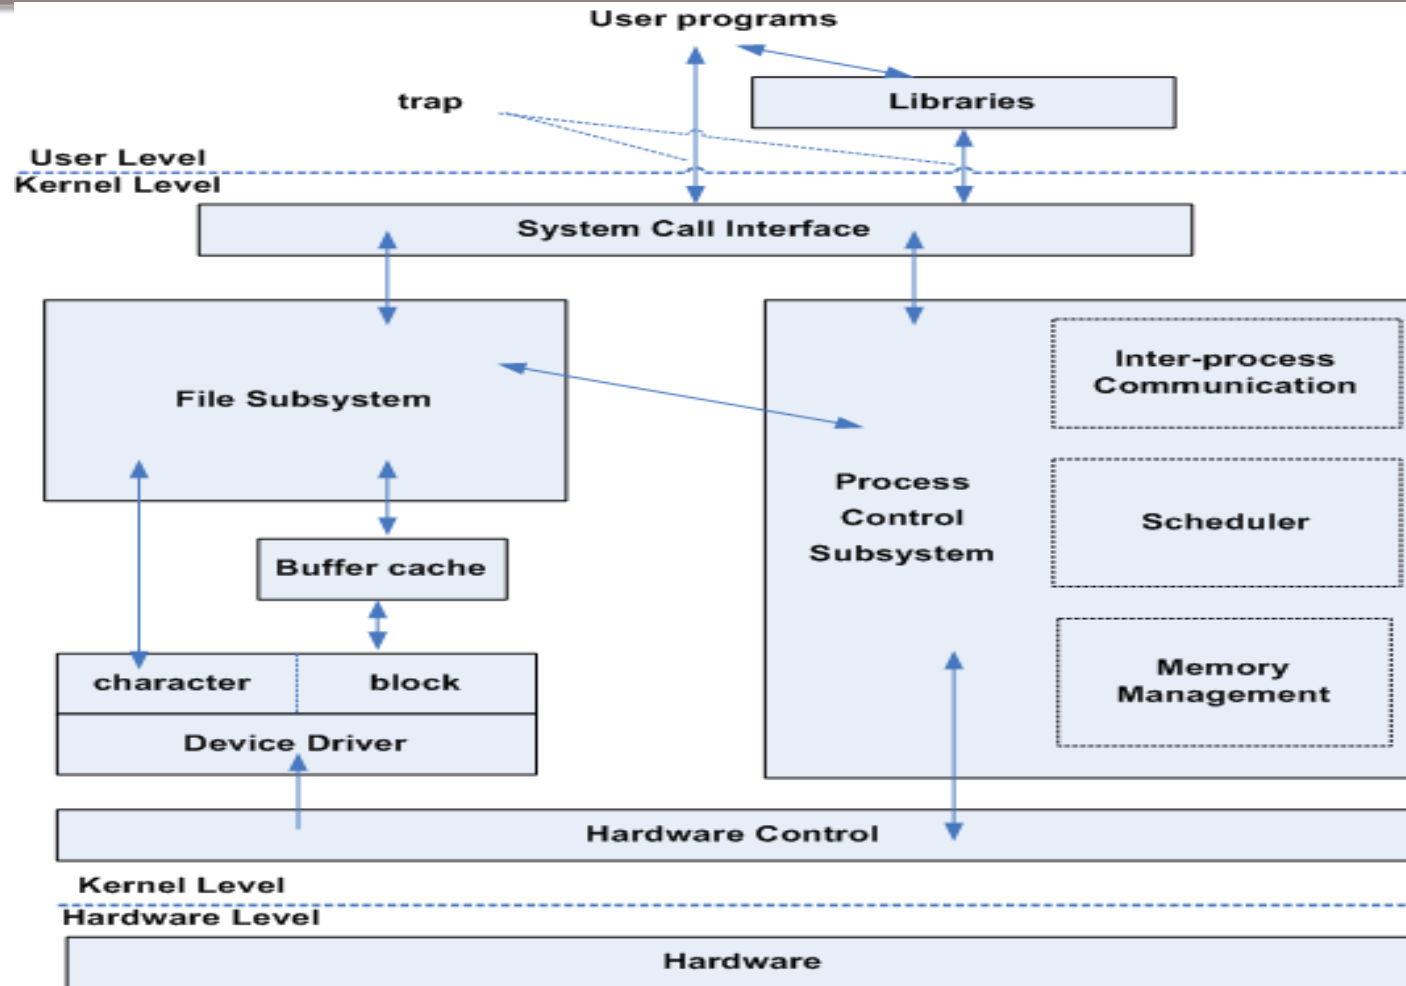 User programs
trap
Libraries
User Level
Kernel Level
System Call Interface
File Subsystem
Inter-process
Communication
Process
Control
Subsystem
Scheduler
Buffer cache
Memory
Management
character
block
Device Driver
Hardware Control
Kernel Level
Hardware Level
Hardware